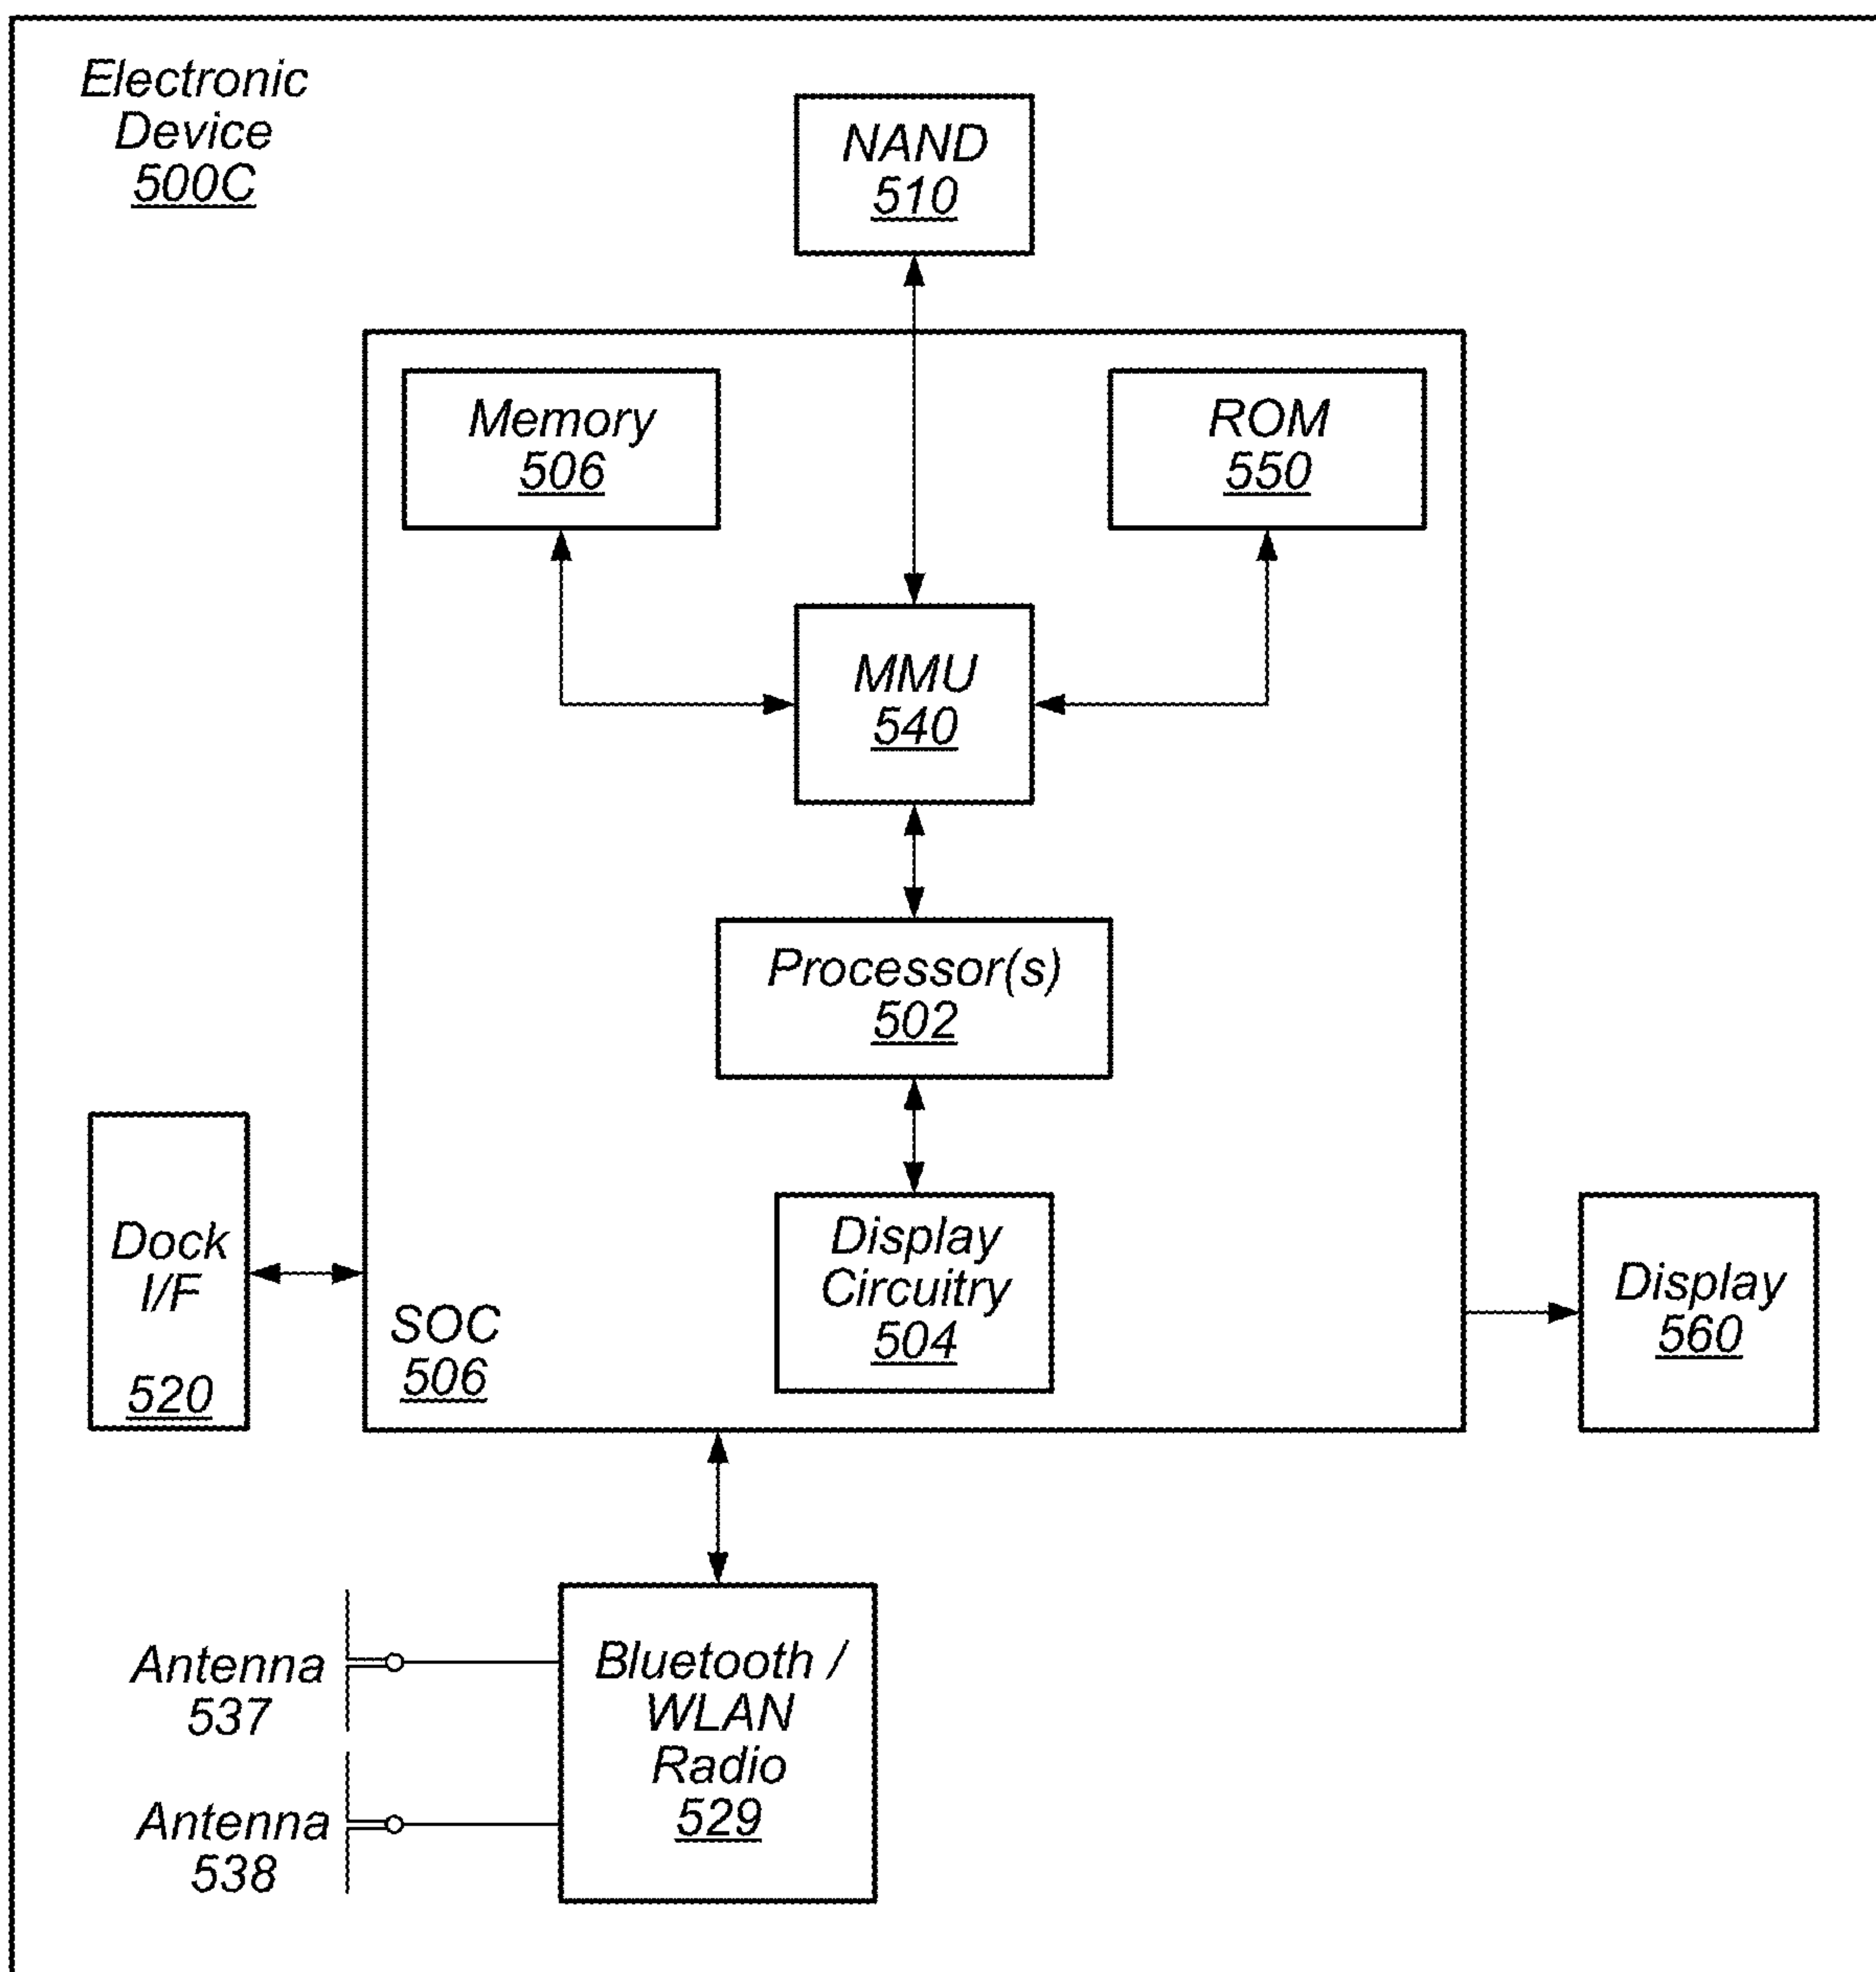 Electronic
Device
500C
NAND
510
Memory
506
ROM
550
MMU
540
Processor(s)
502
Dock
I/F
520
SOC
506
Display
Circuitry
504
Display
560
Antenna
537
Antenna
538
Bluetooth /
WLAN
Radio
529